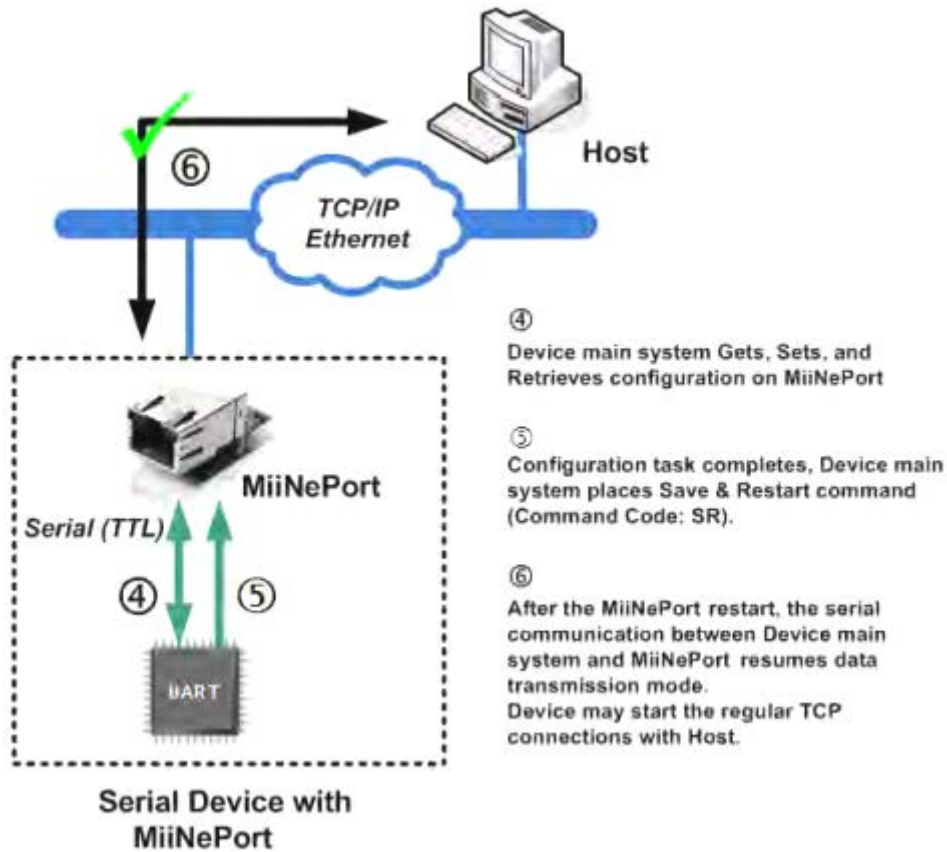 Host
⑥
TCP/IP
Ethernet
④
Device main system Gets, Sets, and
Retrieves configuration on MiiNePort
⑤
Configuration task completes, Device main
system places Save & Restart command
(Command Code: SR).
⑥
After the MiiNePort restart, the serial
communication between Device main
system and MiiNePort resumes data
transmission mode.
Device may start the regular TCP
connections with Host.
MiiNePort
Serial (TTL)
④
⑤
UART
Serial Device with
MiiNePort